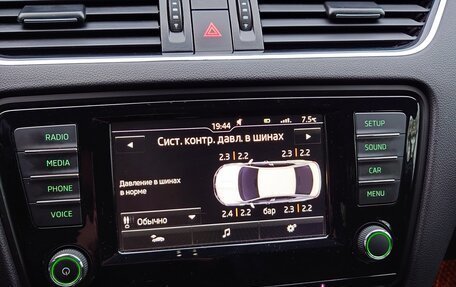 19:44 7.5°C
RADIO
MEDIA
PHONE
VOICE
SETUP
SOUND
CAR
MENU
Сист. контр. давл. в шинах
2.3 | 2.2 2.3 | 2.2
Давление в шинах
в норме
Обычно
2.4 | 2.2 бар 2.3 | 2.2